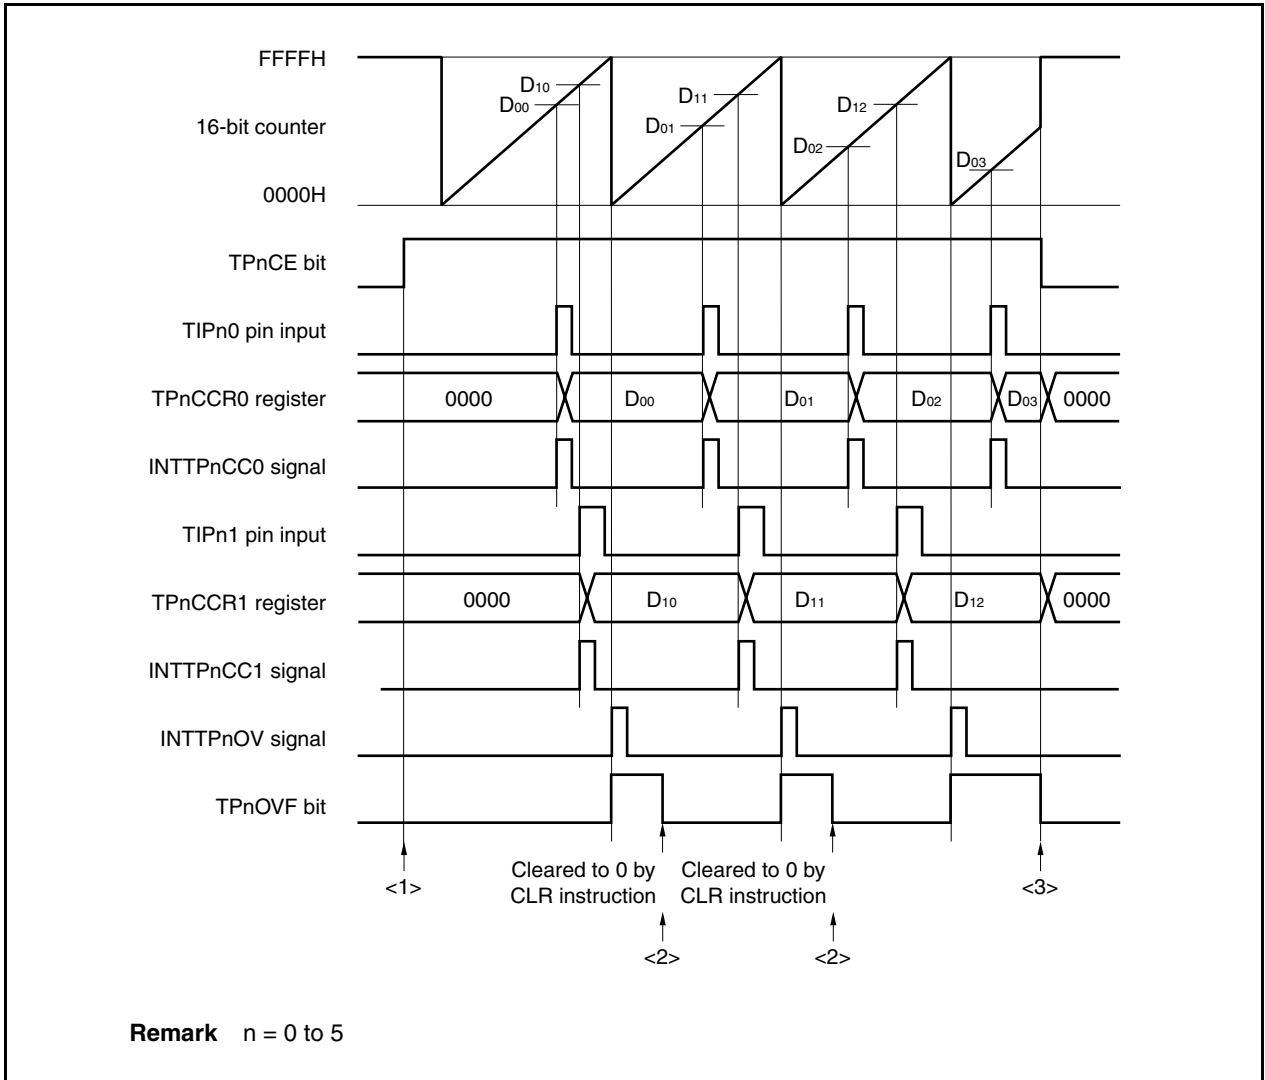 FFFFH
D10
D00
D11
D01
D12
D02
D03
16-bit counter
0000H
TPnCE bit
TIPn0 pin input
TPnCCR0 register
0000 D00 D01 D02 D03 0000
INTTPnCC0 signal
TIPn1 pin input
TPnCCR1 register
0000 D10 D11 D12 0000
INTTPnCC1 signal
INTTPnOV signal
TPnOVF bit
<1>
Cleared to 0 by
CLR instruction
<2>
Cleared to 0 by
CLR instruction
<2>
<3>
Remark n = 0 to 5